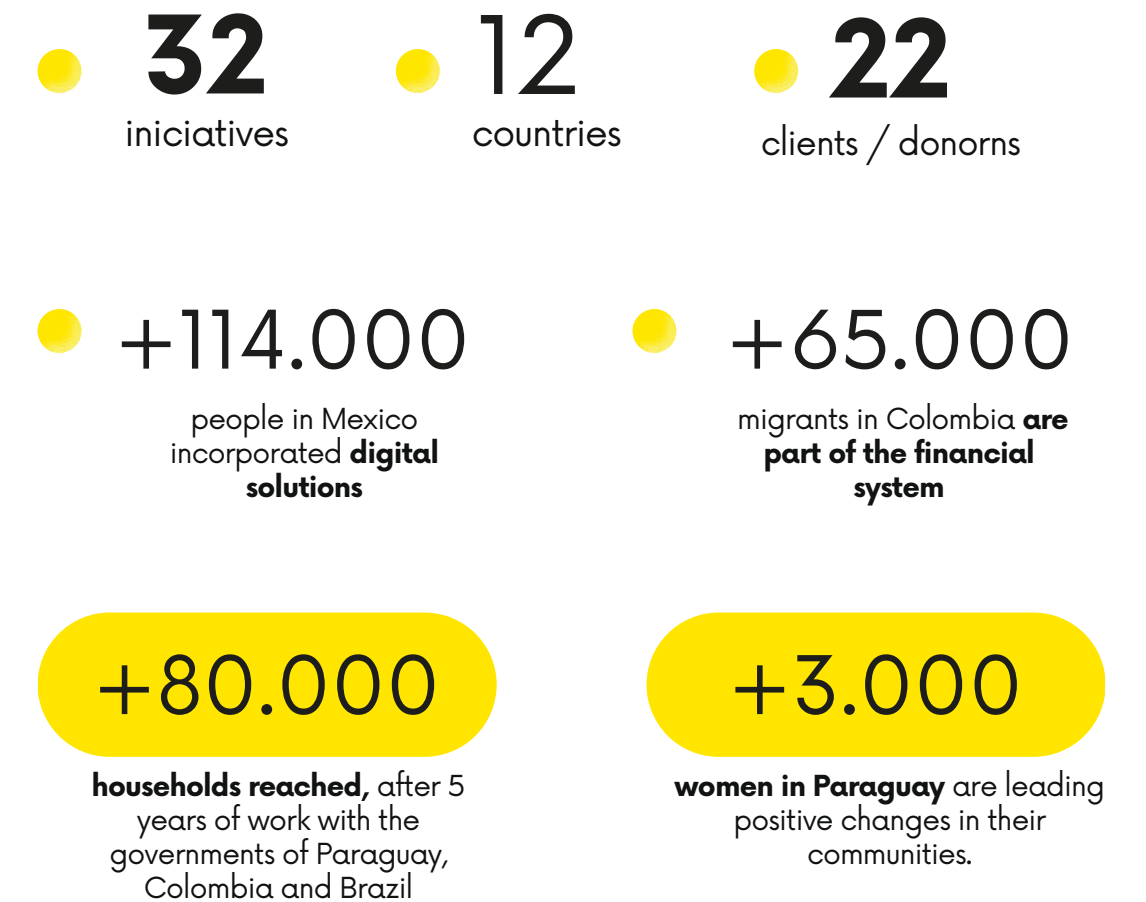 32
iniciatives
12
countries
22
clients / donorns
+114.000
people in Mexico
incorporated digital
solutions
+65.000
migrants in Colombia are
part of the financial
system
+80.000
households reached, after 5
years of work with the
governments of Paraguay,
Colombia and Brazil
+3.000
women in Paraguay are leading
positive changes in their
communities.